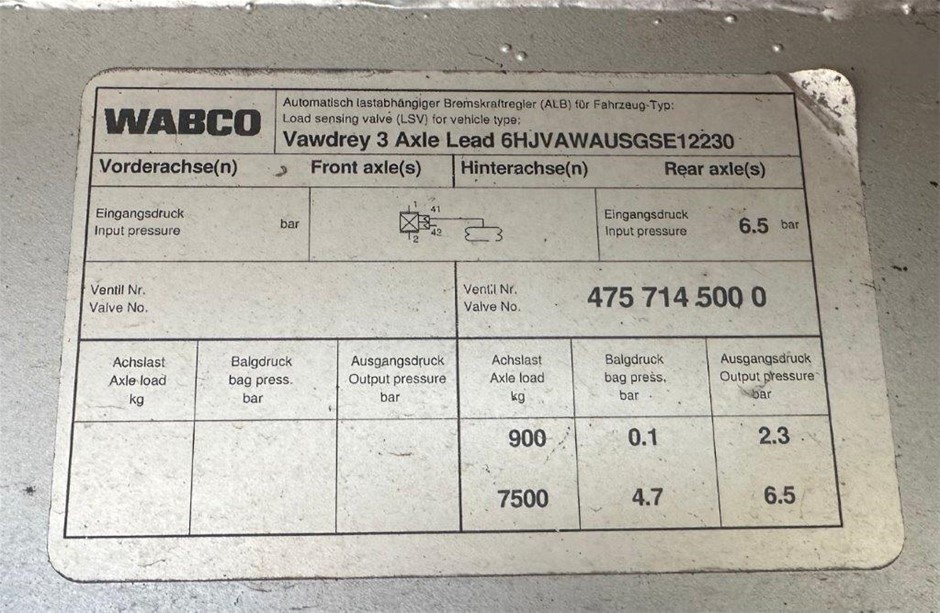 WABCO
Automatisch lastabhängiger Bremskraftregler (ALB) für Fahrzeug-Typ:
Load sensing valve (LSV) for vehicle type:
Vawdrey 3 Axle Lead 6HJVAWAUSGSE12230
Vorderachse(n) Front axle(s) Hinterachse(n) Rear axle(s)
Eingangsdruck
Input pressure bar
1 41
42
2
Eingangsdruck
Input pressure 6.5 bar
Ventil Nr.
Valve No.
Ventil Nr.
Valve No. 475 714 500 0
Achslast
Axle load
kg
Balgdruck
bag press.
bar
Ausgangsdruck
Output pressure
bar
Achslast
Axle load
kg
Balgdruck
bag press.
bar
Ausgangsdruck
Output pressure
bar
900 0.1 2.3
7500 4.7 6.5